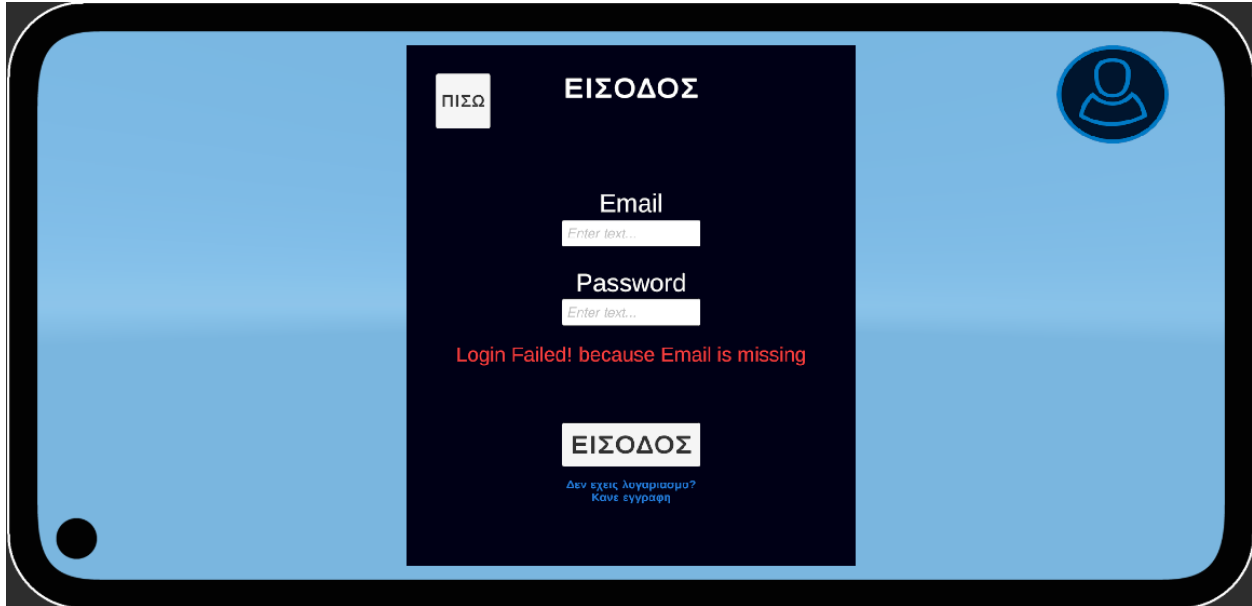 ΠΙΣΩ
ΕΙΣΟΔΟΣ
Email
Enter text...
Password
Enter text...
Login Failed! because Email is missing
ΕΙΣΟΔΟΣ
Δεν εχεις λογαριασμο?
Κανε εγγραφη